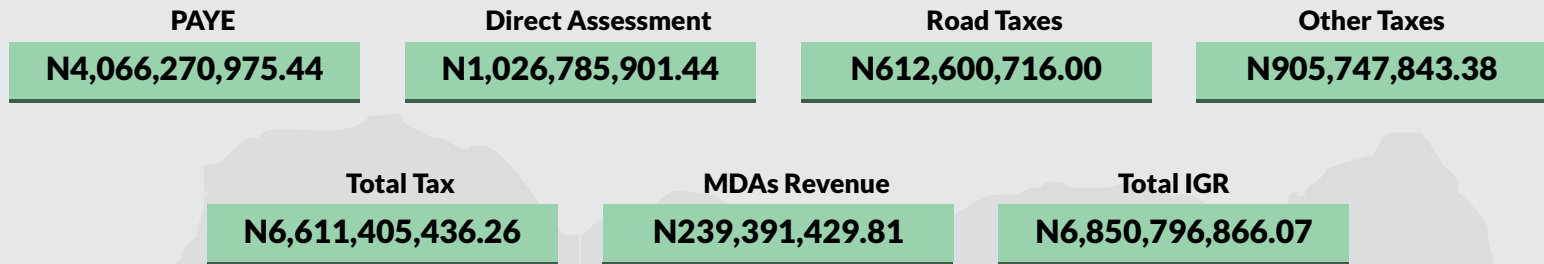 PAYE Direct Assessment Road Taxes Other Taxes
N4,066,270,975.44 N1,026,785,901.44 N612,600,716.00 N905,747,843.38
Total Tax MDAs Revenue Total IGR
N6,611,405,436.26 N239,391,429.81 N6,850,796,866.07